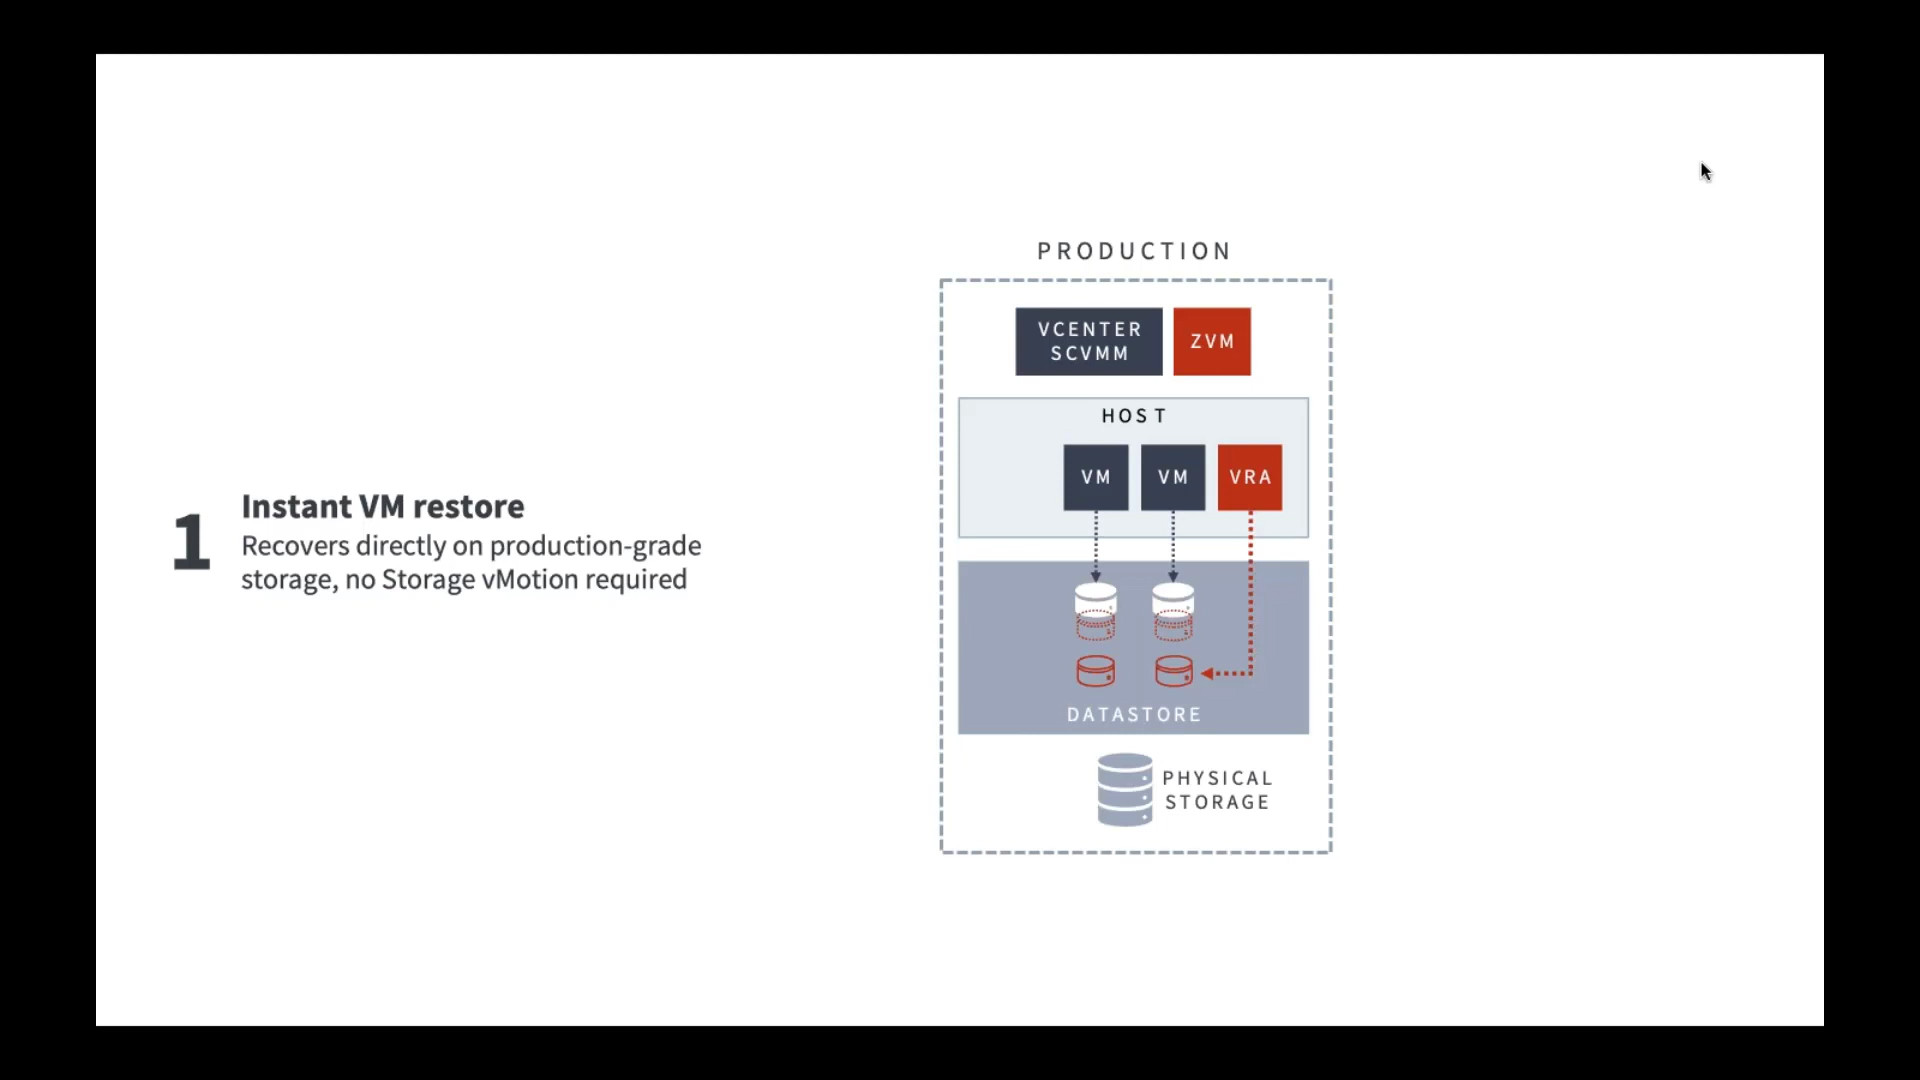 1
Instant VM restore
Recovers directly on production-grade
storage, no Storage vMotion required
PRODUCTION
VCENTER
SCVMM
ZVM
HOST
VM VM VRA
DATASTORE
PHYSICAL
STORAGE